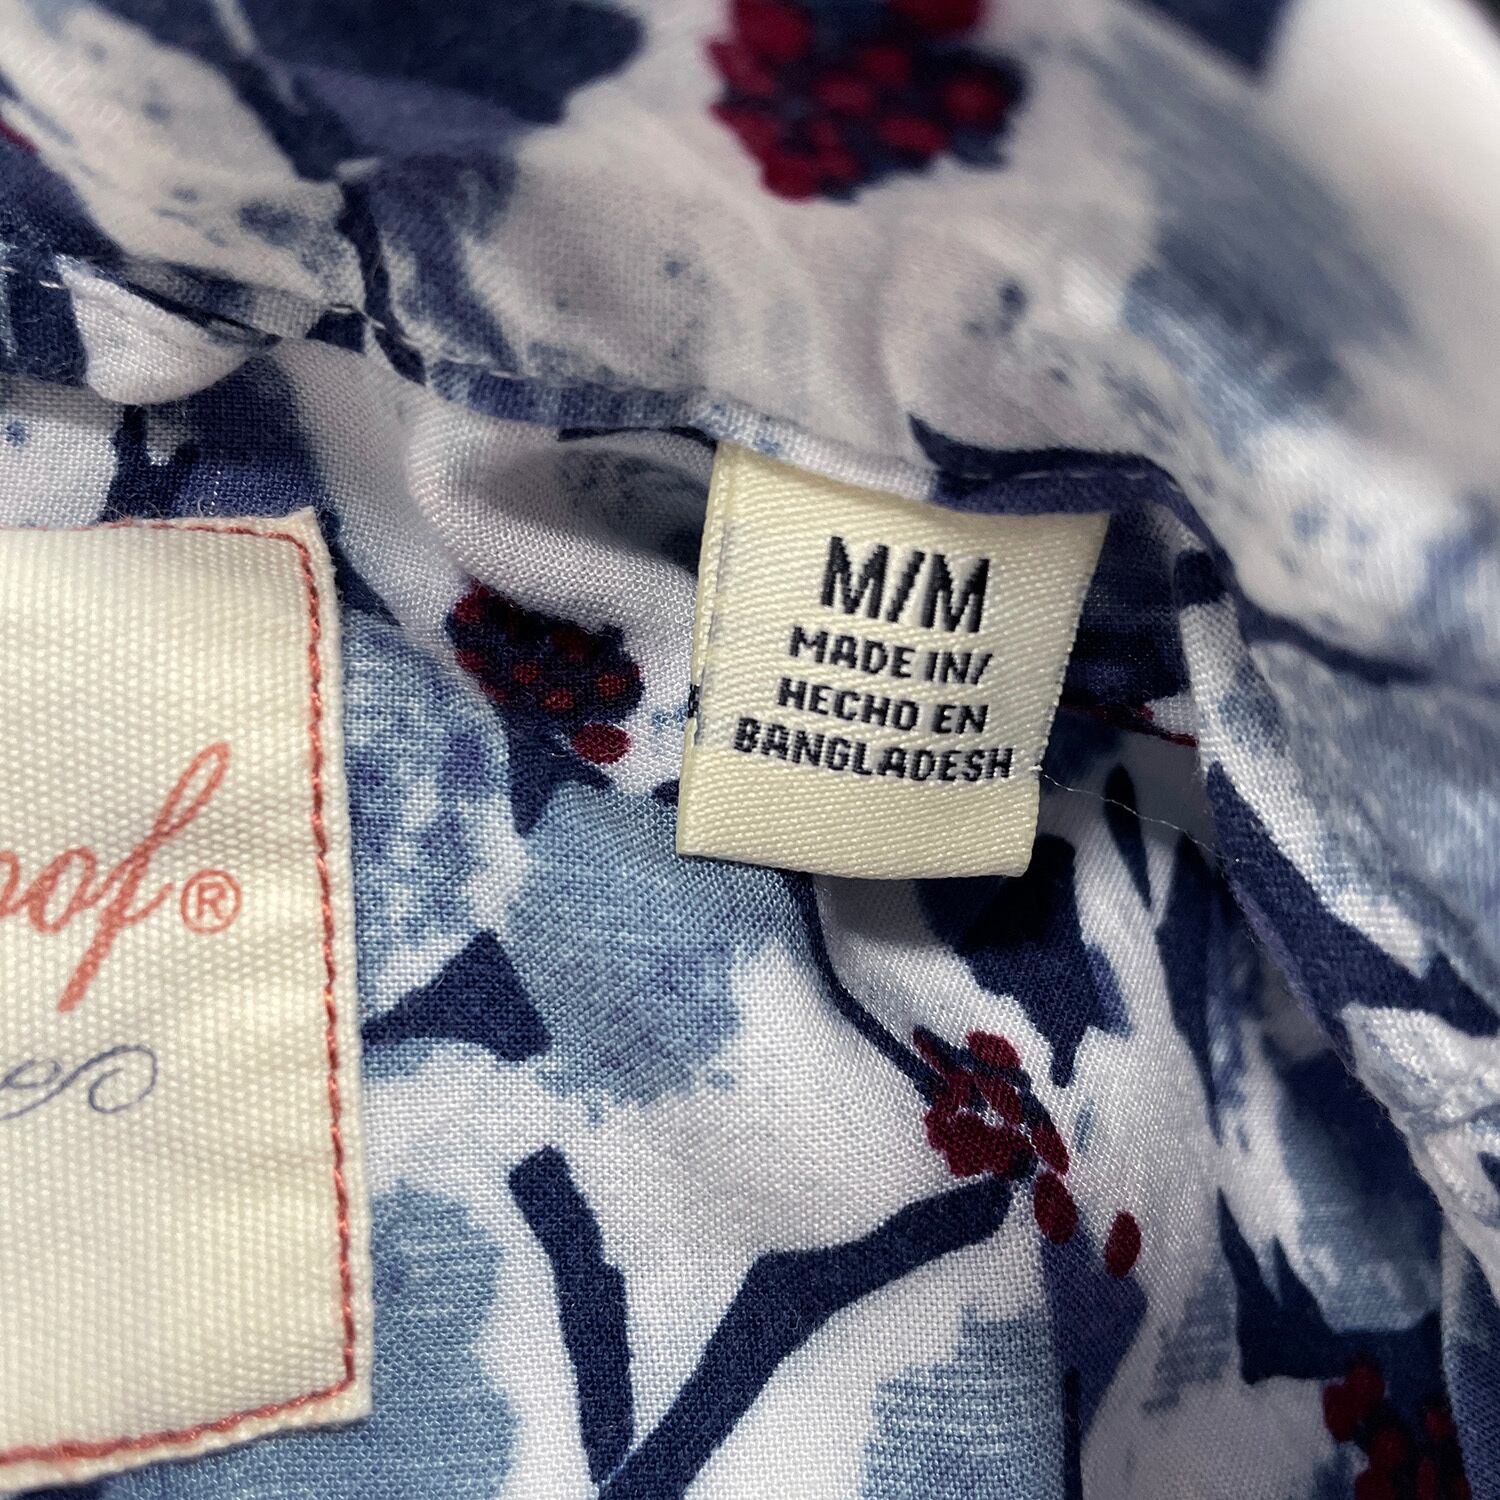 M/M
MADE IN/
HECHO EN
BANGLADESH
®